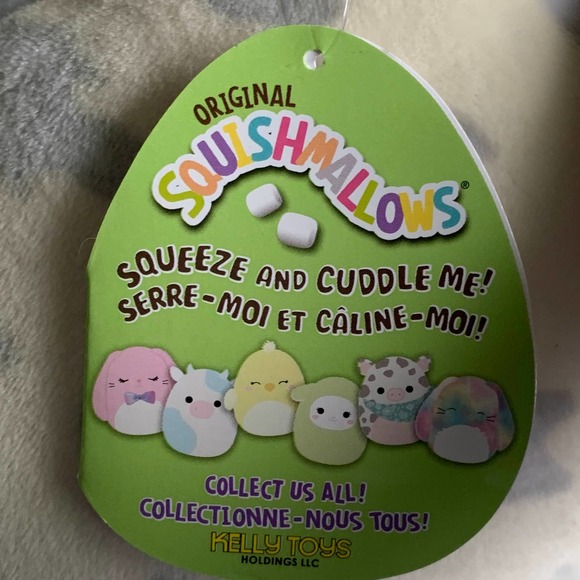 ORIGINAL
SQUISHMALLOWS®
SQUEEZE AND CUDDLE ME!
SERRE-MOI ET CÂLINE-MOI!
COLLECT US ALL!
COLLECTIONNE-NOUS TOUS!
KELLY TOYS
HOLDINGS LLC